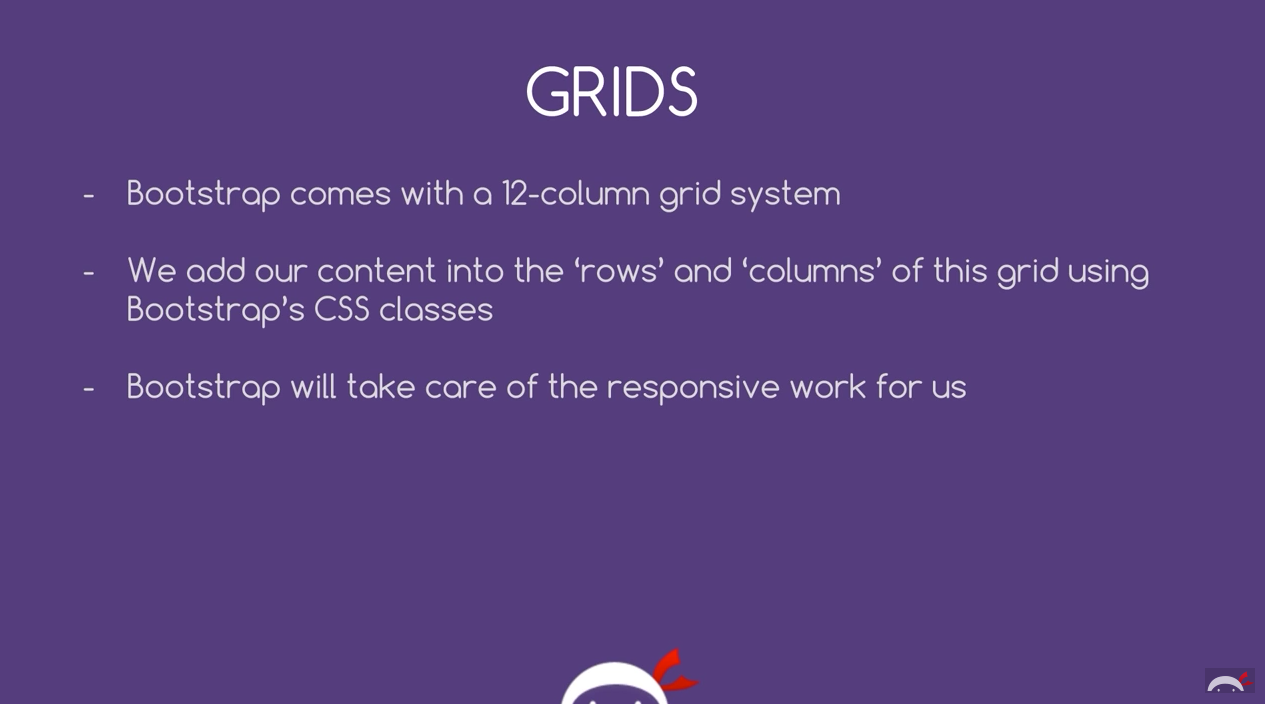 GRIDS
- Bootstrap comes with a 12-column grid system
- We add our content into the ‘rows’ and ‘columns’ of this grid using
Bootstrap’s CSS classes
- Bootstrap will take care of the responsive work for us